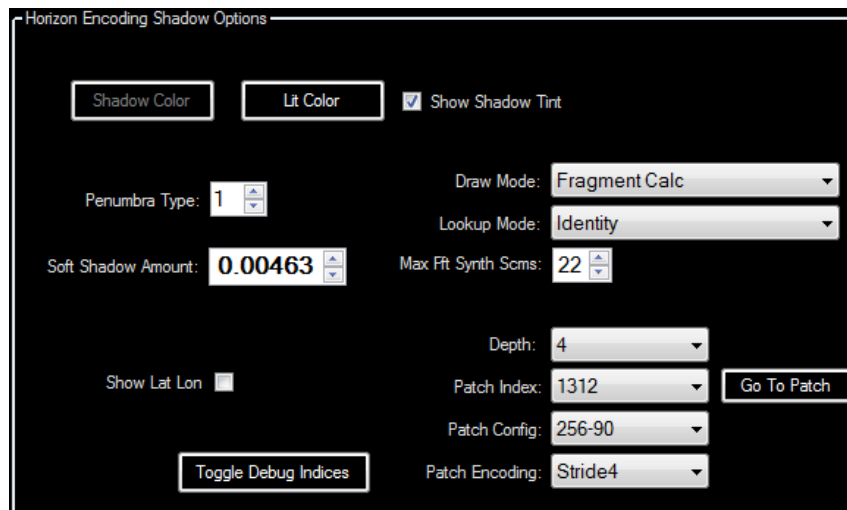 Horizon Encoding Shadow Options
Shadow Color
Lit Color
Show Shadow Tint
Penumbra Type: 1
Draw Mode: Fragment Calc
Lookup Mode: Identity
Soft Shadow Amount: 0.00463
Max Fft Synth Scms: 22
Depth: 4
Show Lat Lon
Patch Index: 1312
Go To Patch
Patch Config: 256-90
Toggle Debug Indices
Patch Encoding: Stride4